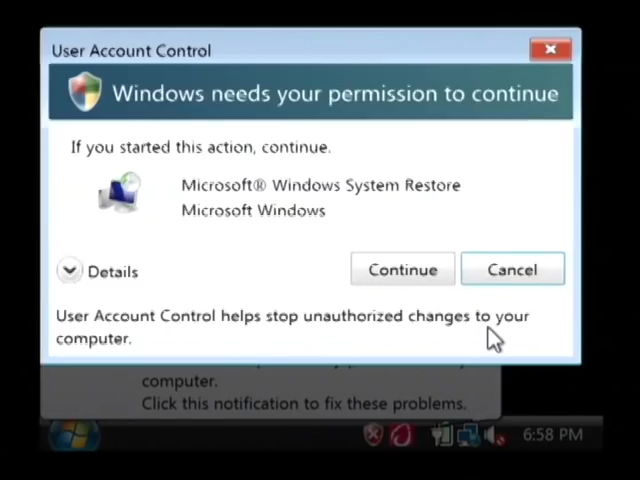 User Account Control
Windows needs your permission to continue
If you started this action, continue.
Microsoft® Windows System Restore
Microsoft Windows
Details
Continue
Cancel
User Account Control helps stop unauthorized changes to your
computer.
computer.
Click this notification to fix these problems.
6:58 PM